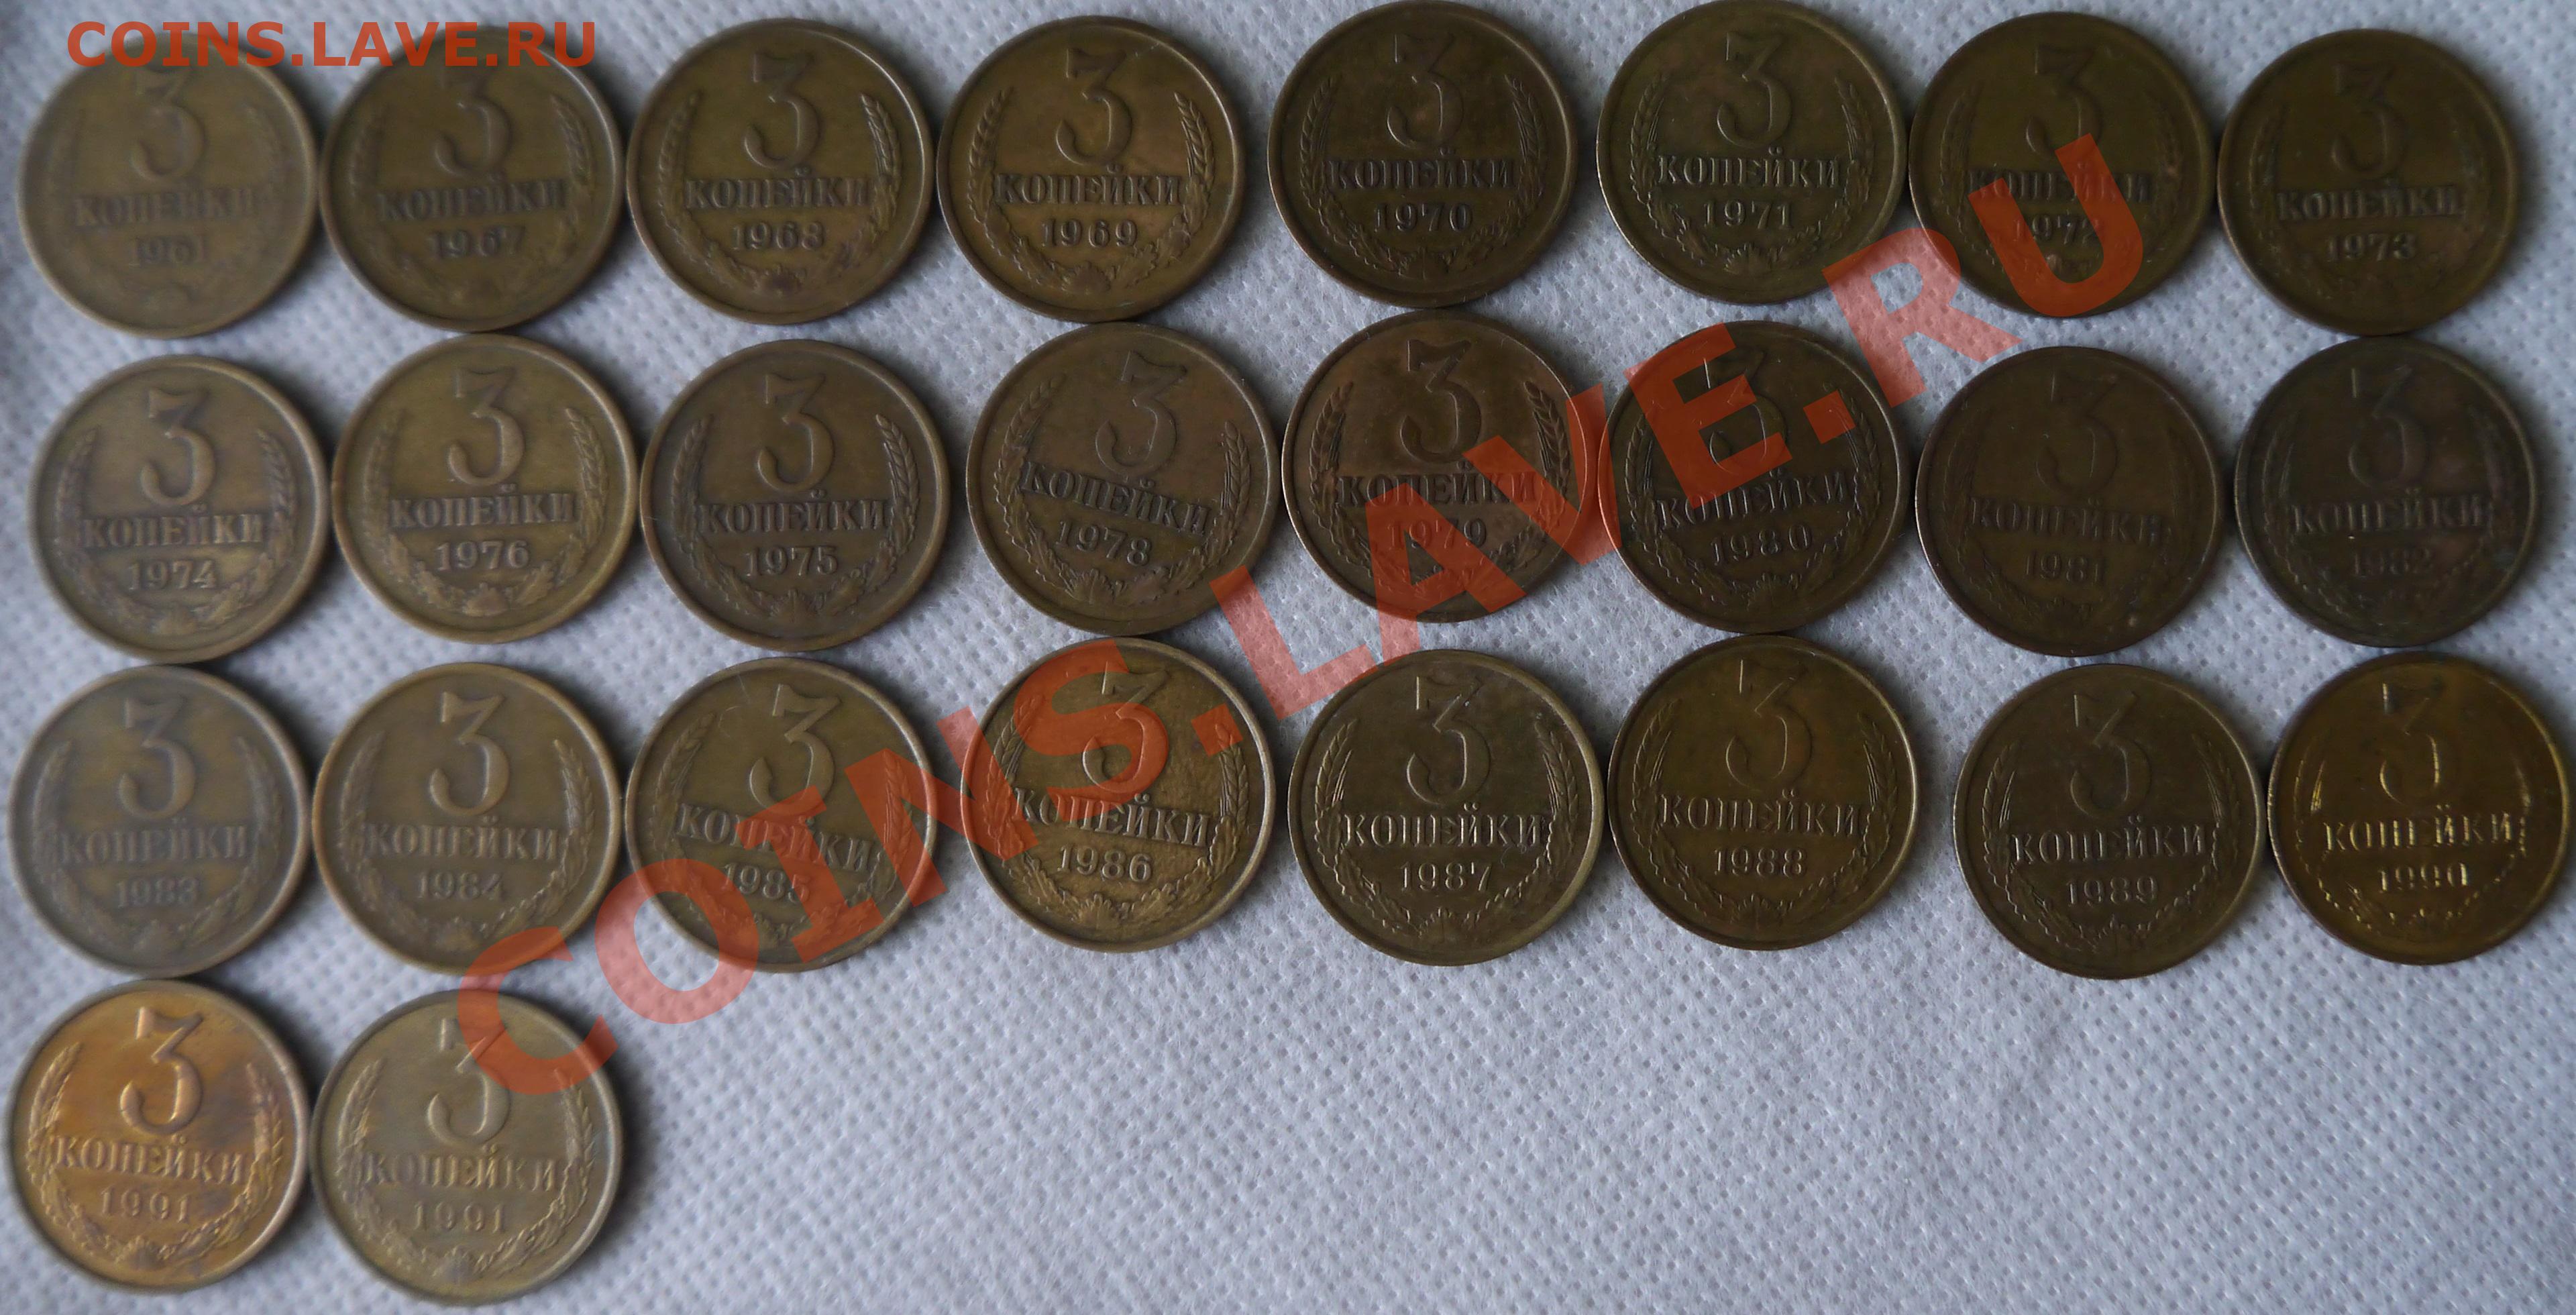 COINS.LAVE.RU
3 КОПЕЙКИ 1961
3 КОПЕЙКИ 1967
3 КОПЕЙКИ 1968
3 КОПЕЙКИ 1969
3 КОПЕЙКИ 1970
3 КОПЕЙКИ 1971
3 КОПЕЙКИ 1972
3 КОПЕЙКИ 1973
3 КОПЕЙКИ 1974
3 КОПЕЙКИ 1976
3 КОПЕЙКИ 1975
3 КОПЕЙКИ 1978
3 КОПЕЙКИ 1979
3 КОПЕЙКИ 1980
3 КОПЕЙКИ 1981
3 КОПЕЙКИ 1982
3 КОПЕЙКИ 1983
3 КОПЕЙКИ 1984
3 КОПЕЙКИ 1985
3 КОПЕЙКИ 1986
3 КОПЕЙКИ 1987
3 КОПЕЙКИ 1988
3 КОПЕЙКИ 1989
3 КОПЕЙКИ 1990
3 КОПЕЙКИ 1991
3 КОПЕЙКИ 1991
COINS.LAVE.RU